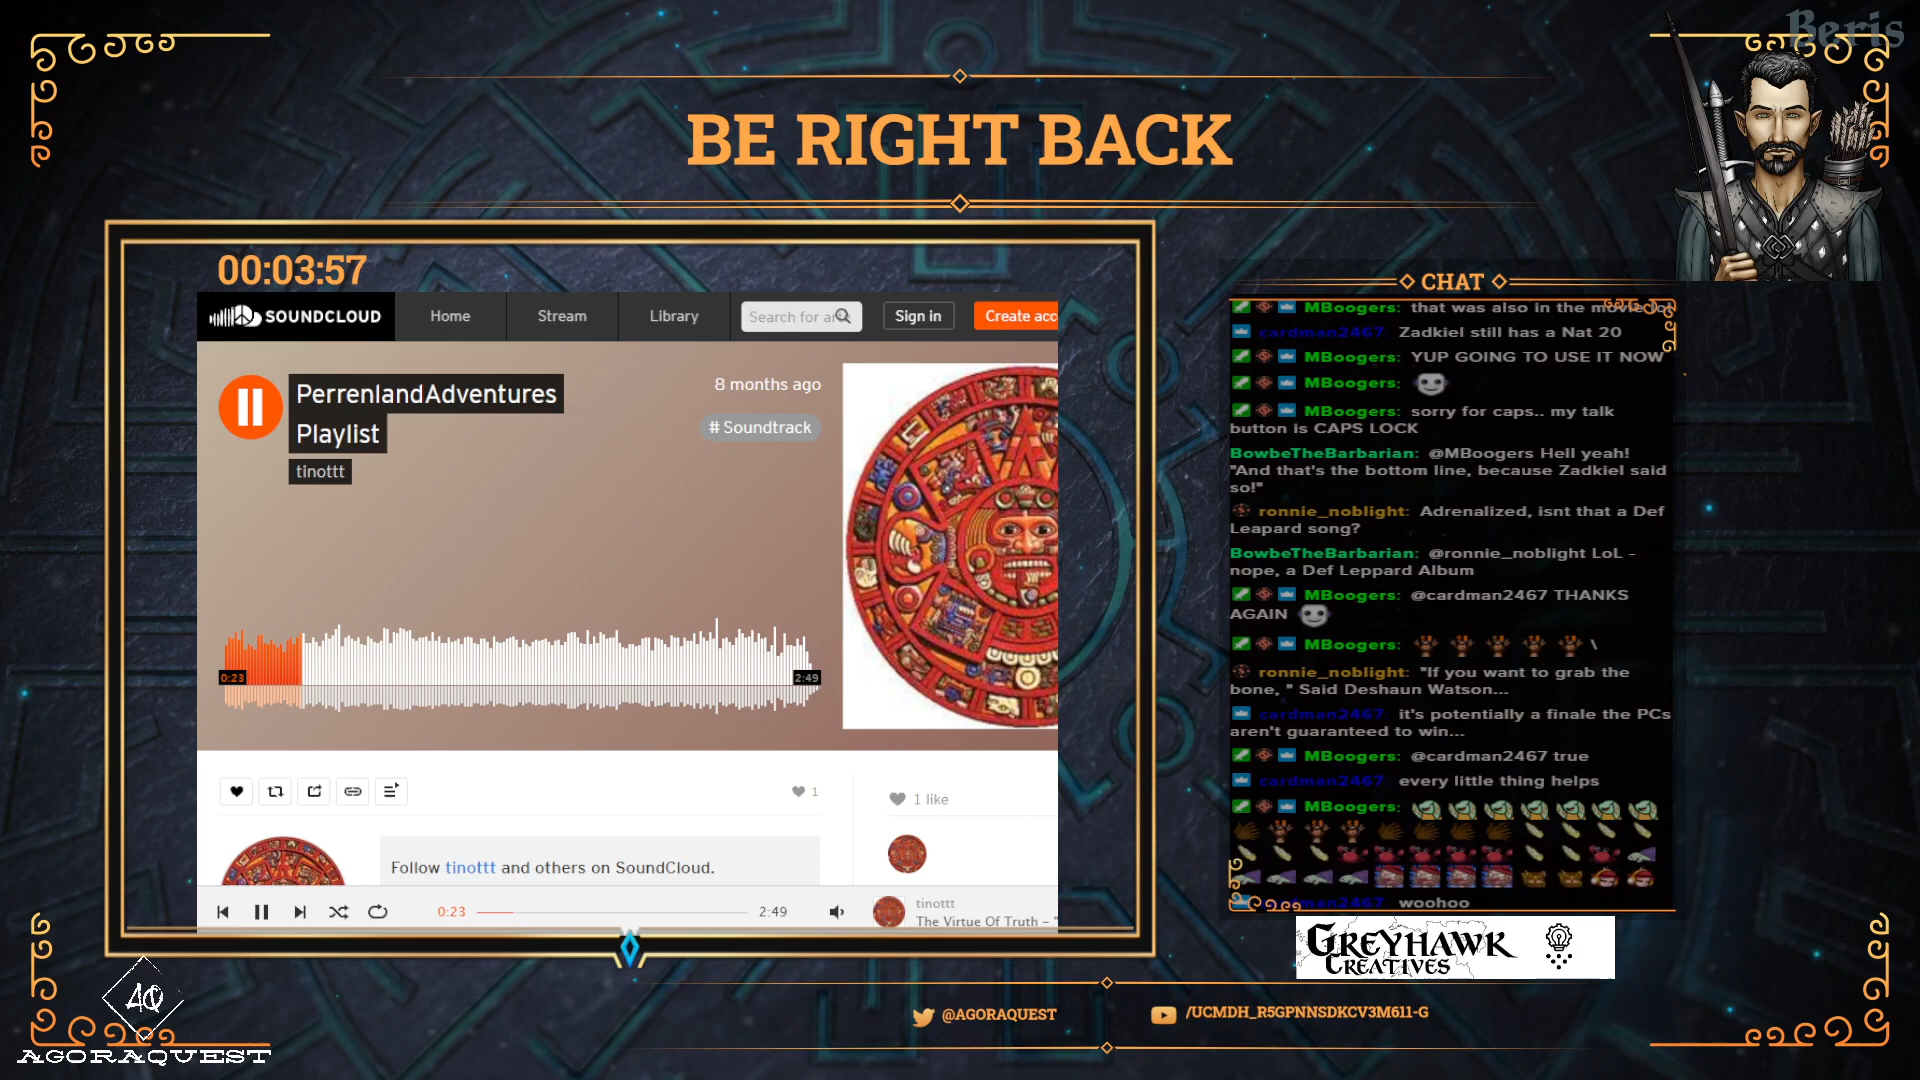 Beris
BE RIGHT BACK
00:03:57
SOUNDCLOUD
Home
Stream
Library
Search for ar
Sign in
Create acc
PerrenlandAdventures
Playlist
tinottt
8 months ago
# Soundtrack
0:23
2:49
1
1 like
Follow tinottt and others on SoundCloud.
0:23
2:49
tinottt
The Virtue Of Truth - "
CHAT
MBoogers: that was also in the movie
cardman2467: Zadkiel still has a Nat 20
MBoogers: YUP GOING TO USE IT NOW
MBoogers:
MBoogers: sorry for caps.. my talk
button is CAPS LOCK
BowbeTheBarbarian: @MBoogers Hell yeah!
"And that's the bottom line, because Zadkiel said
so!"
ronnie_noblight: Adrenalized, isnt that a Def
Leapard song?
BowbeTheBarbarian: @ronnie_noblight LoL -
nope, a Def Leppard Album
MBoogers: @cardman2467 THANKS
AGAIN
MBoogers: \
ronnie_noblight: "If you want to grab the
bone, " Said Deshaun Watson...
cardman2467: it's potentially a finale the PCs
aren't guaranteed to win...
MBoogers: @cardman2467 true
cardman2467: every little thing helps
MBoogers:
cardman2467: woohoo
GREYHAWK
CREATIVES
@AGORAQUEST
/UCMDH_R5GPNNSDKCV3M611-G
AQ
AGORAQUEST